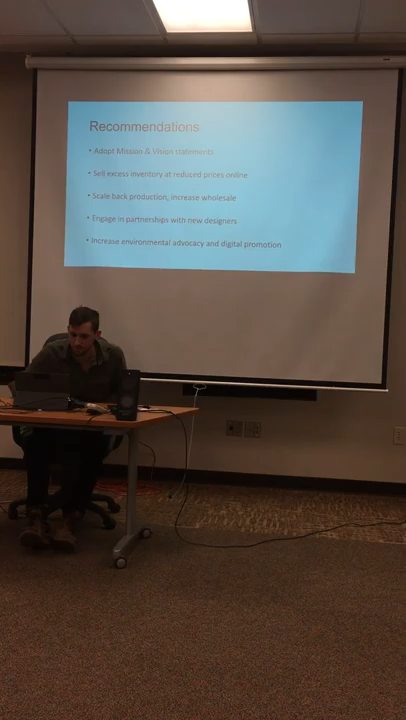 Recommendations
• Adopt Mission & Vision statements
• Sell excess inventory at reduced prices online
• Scale back production, increase wholesale
• Engage in partnerships with new designers
• Increase environmental advocacy and digital promotion